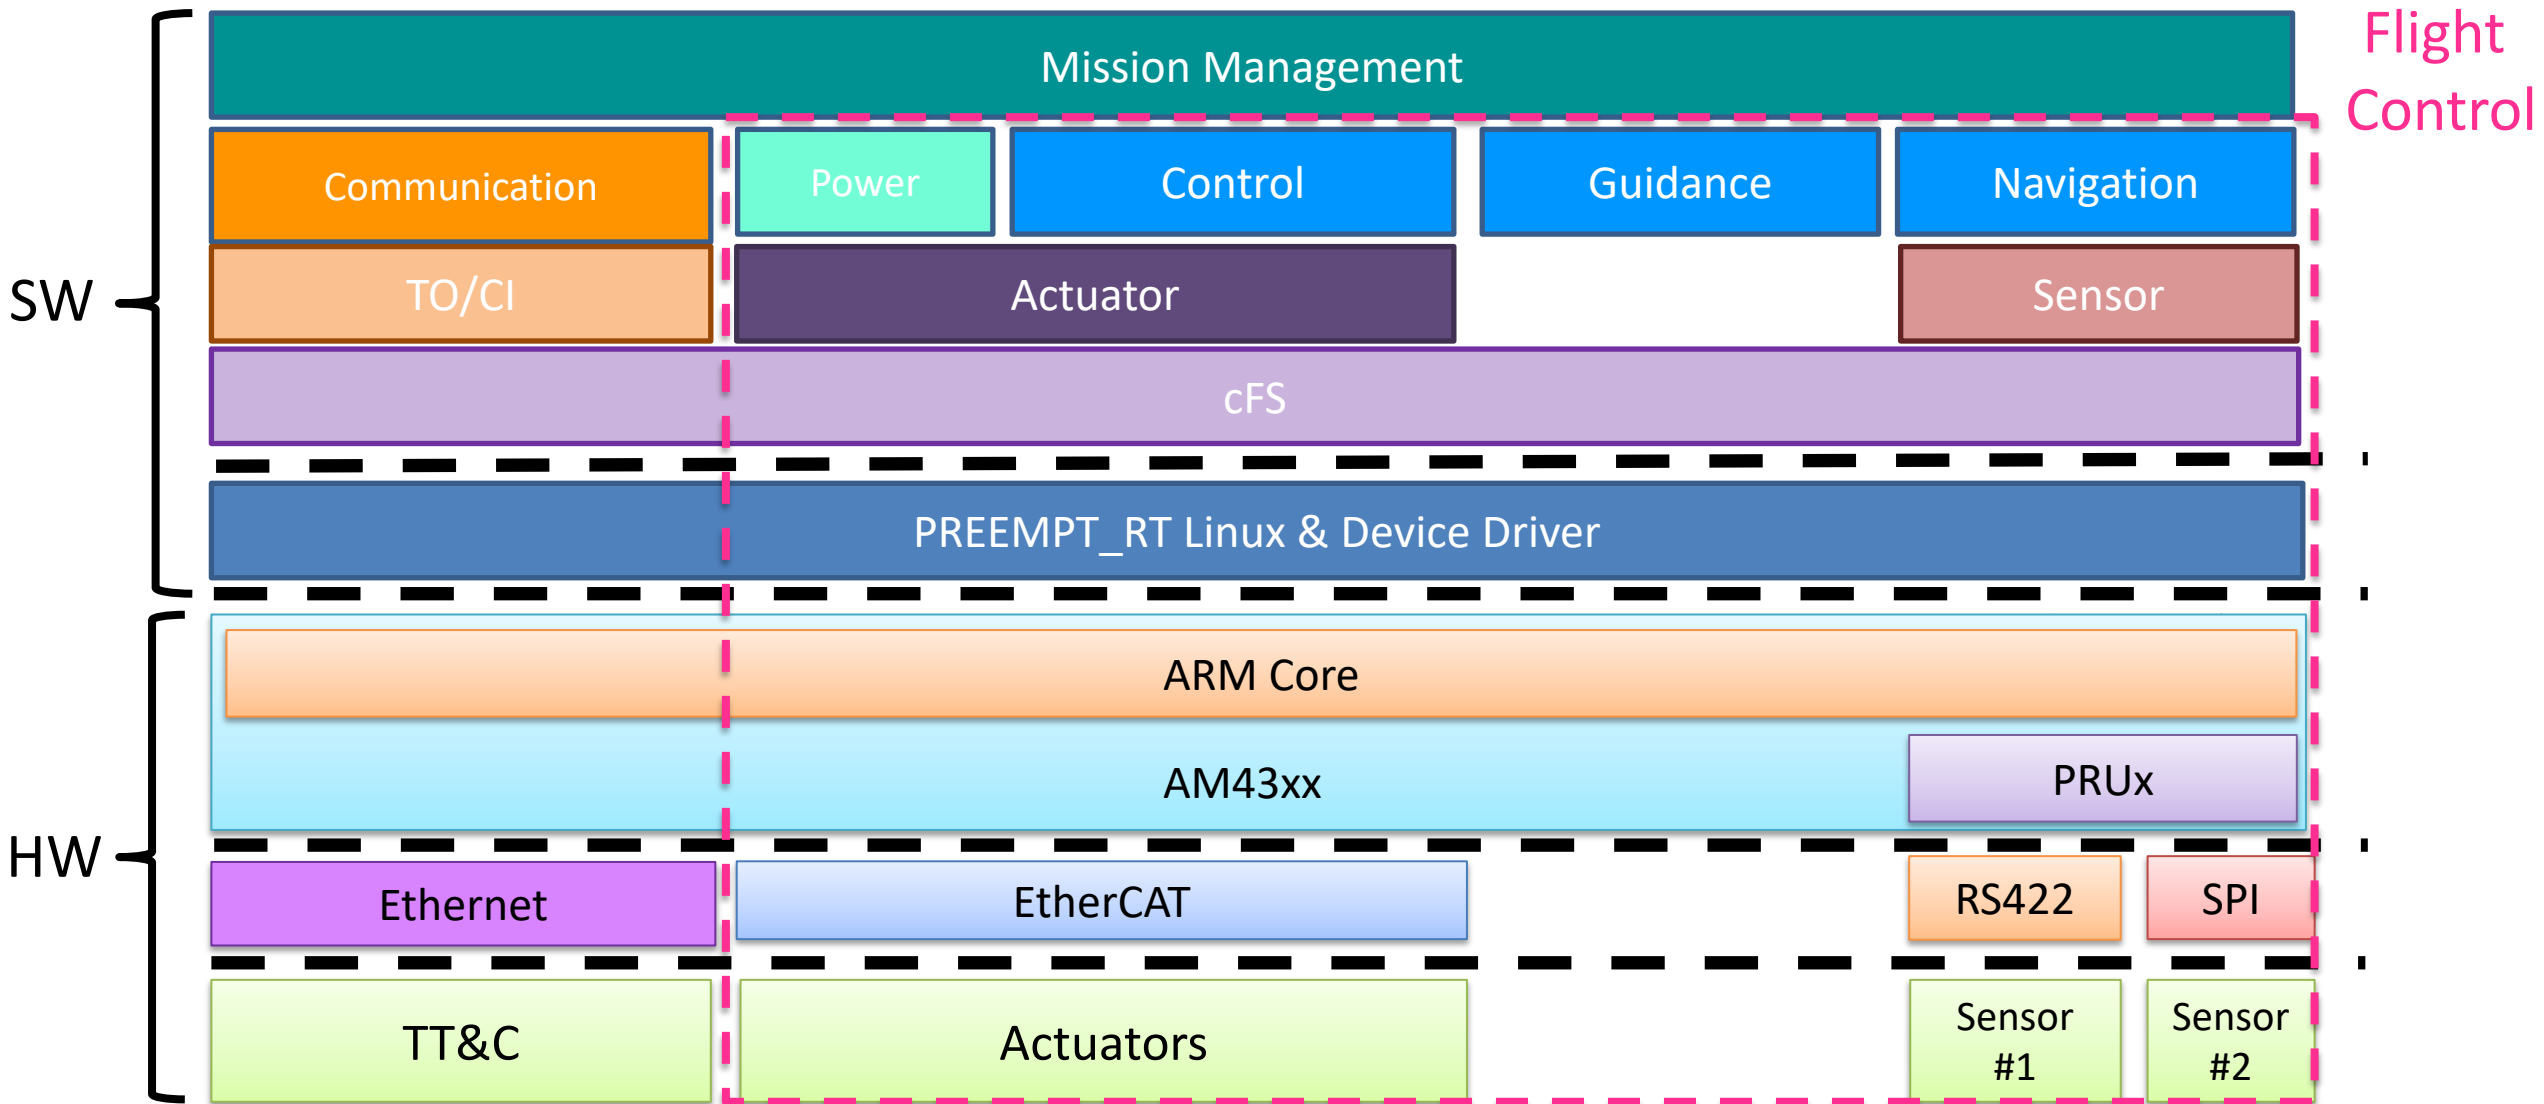 Flight
Control
Mission Management
Communication
Power
Control
Guidance
Navigation
SW
TO/CI
Actuator
Sensor
cFS
PREEMPT_RT Linux & Device Driver
ARM Core
AM43xx
PRUx
HW
Ethernet
EtherCAT
RS422
SPI
TT&C
Actuators
Sensor
#1
Sensor
#2